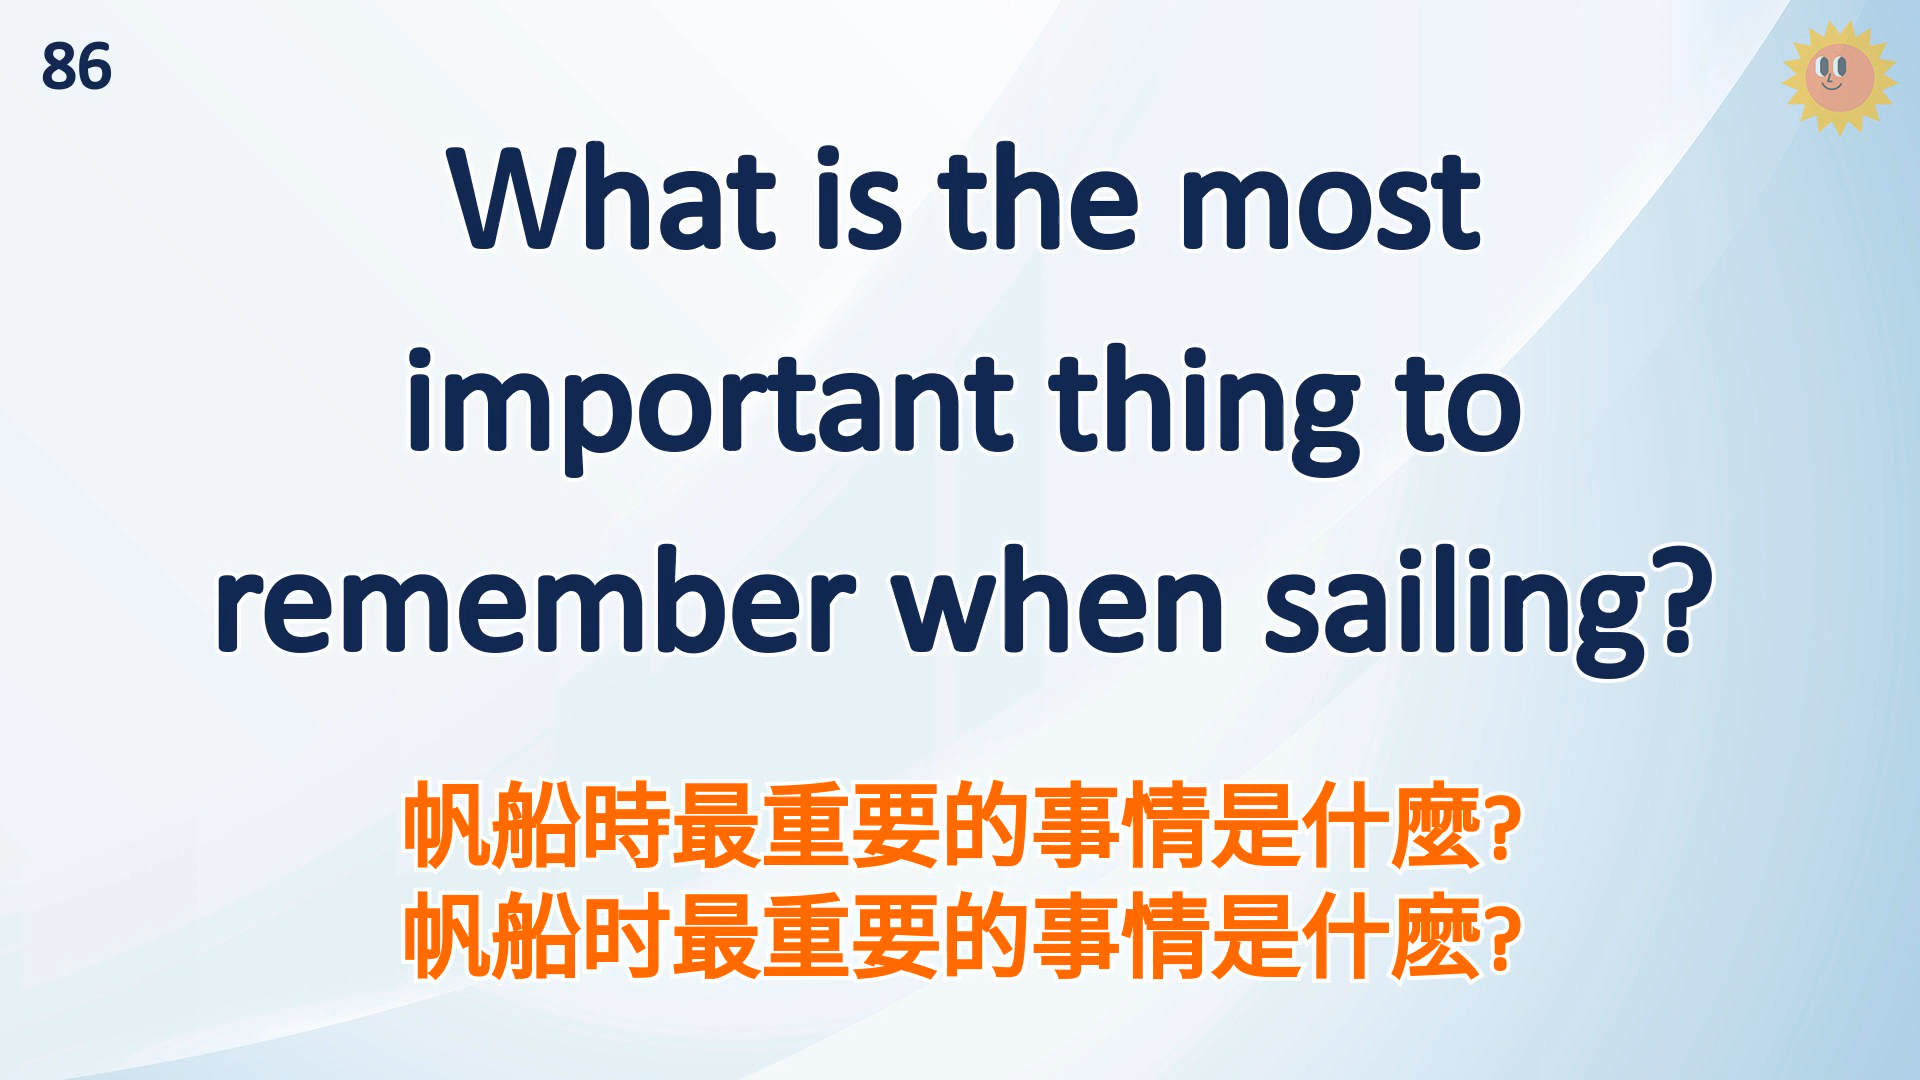 86
What is the most
important thing to
remember when sailing?
帆船時最重要的事情是什麼?
帆船时最重要的事情是什麽?